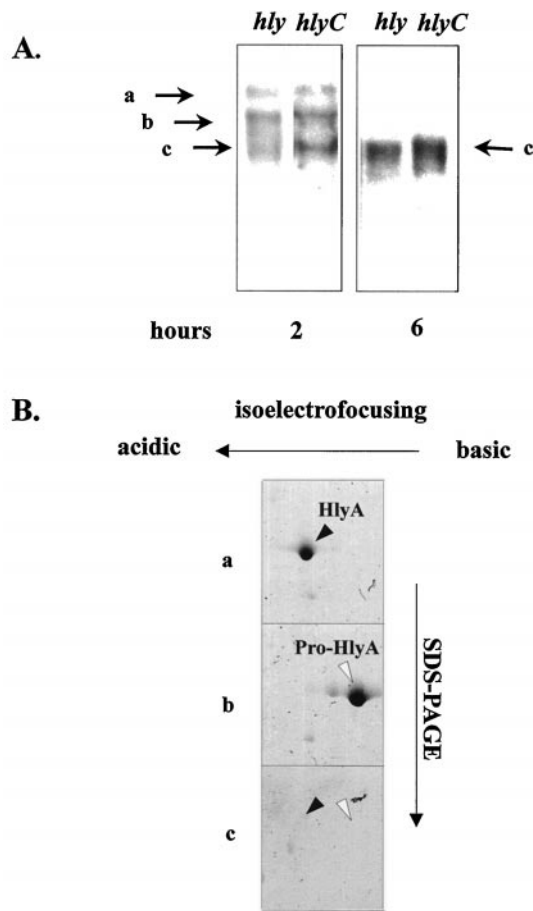 hly hlyC hly hlyC
A.
a
b
c
c
hours 2 6
B.
isoelectrofocusing
acidic basic
HlyA
a
Pro-HlyA
b
SDS-PAGE
c